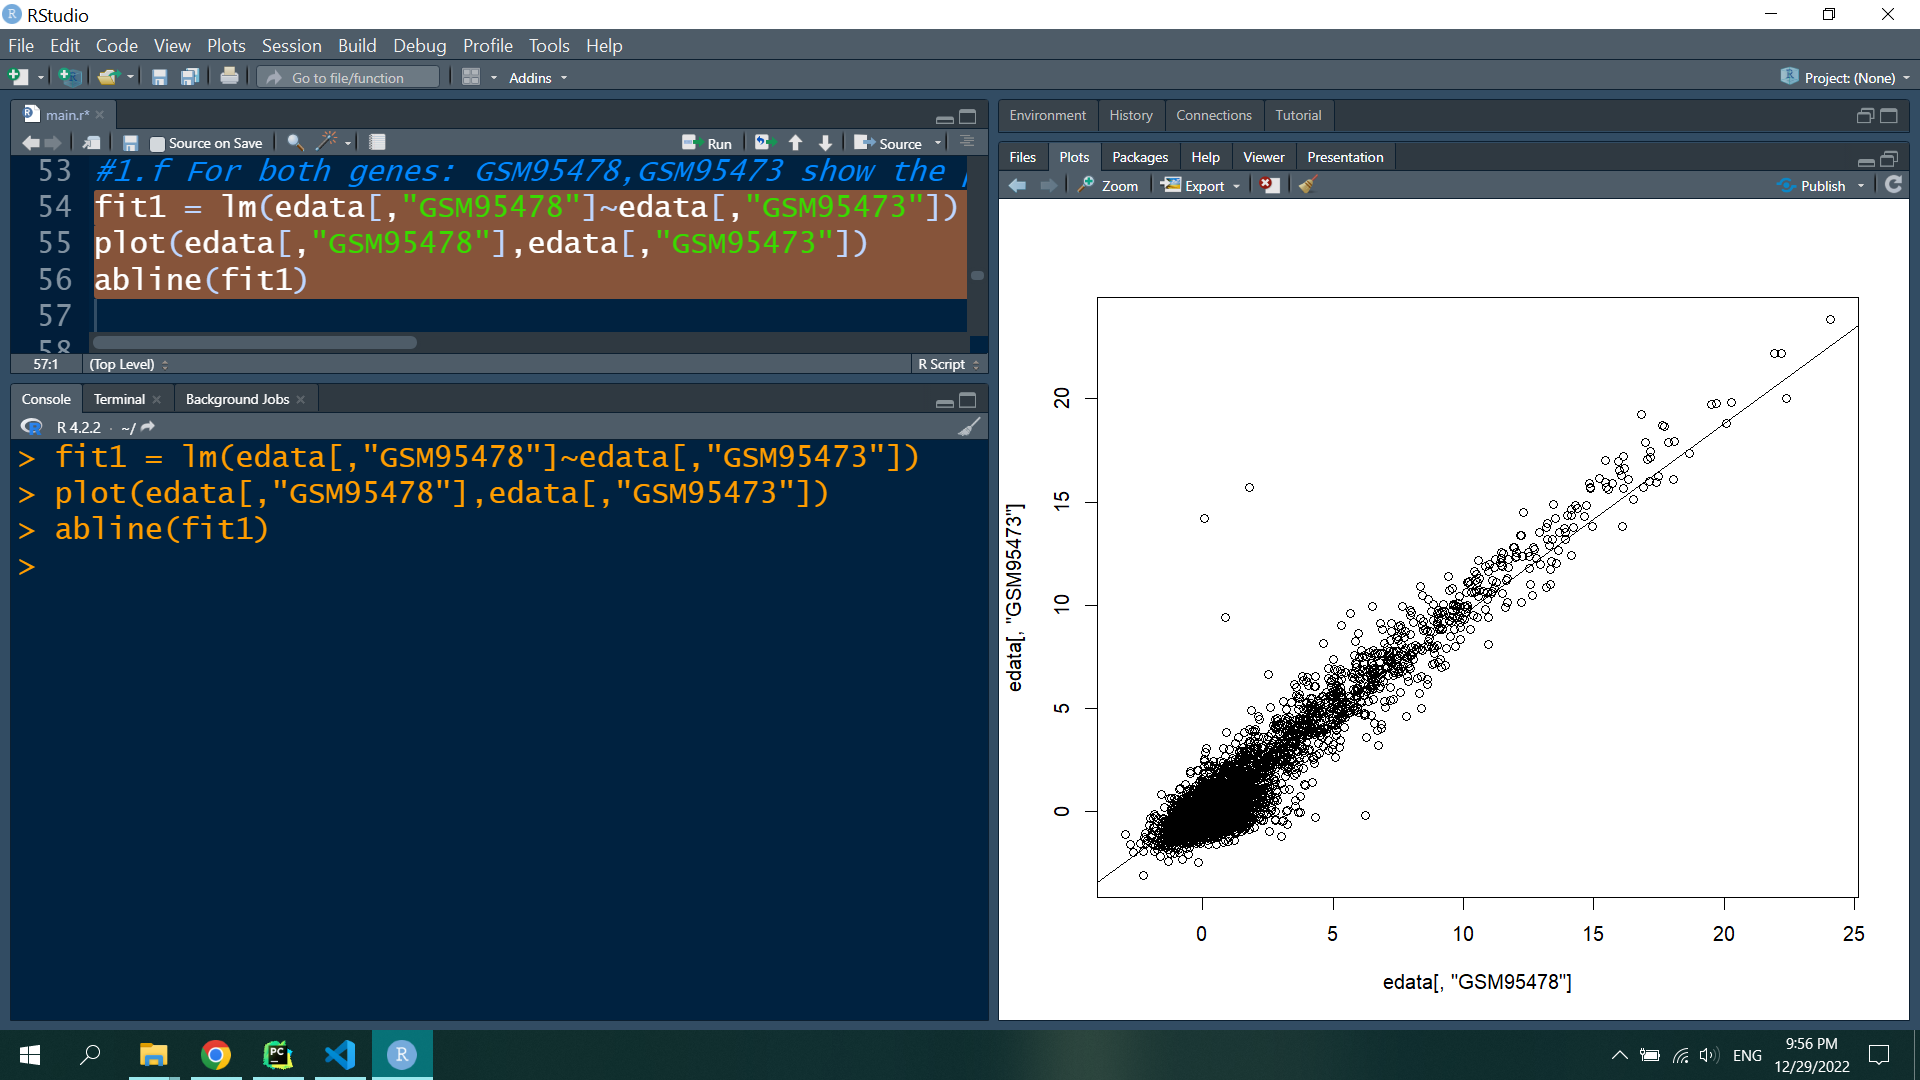 RStudio
File Edit Code View Plots Session Build Debug Profile Tools Help
Go to file/function Addins Project: (None)
main.r*
Source on Save Run Source
53 #1.f For both genes: GSM95478,GSM95473 show the
54 fit1 = lm(edata[,"GSM95478"]~edata[,"GSM95473"])
55 plot(edata[,"GSM95478"],edata[,"GSM95473"])
56 abline(fit1)
57
58
57:1 (Top Level) R Script
Console Terminal Background Jobs
R 4.2.2 · ~/
> fit1 = lm(edata[,"GSM95478"]~edata[,"GSM95473"])
> plot(edata[,"GSM95478"],edata[,"GSM95473"])
> abline(fit1)
>
Environment History Connections Tutorial
Files Plots Packages Help Viewer Presentation
Zoom Export Publish
edata[, "GSM95473"]
20
15
10
5
0
0 5 10 15 20 25
edata[, "GSM95478"]
PC
R
ENG
9:56 PM
12/29/2022